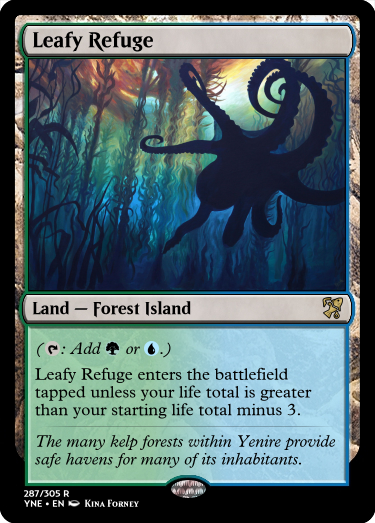 Leafy Refuge
Land — Forest Island
( : Add or .)
Leafy Refuge enters the battlefield
tapped unless your life total is greater
than your starting life total minus 3.
The many kelp forests within Yenire provide
safe havens for many of its inhabitants.
287/305 R
YNE • EN Kina Forney